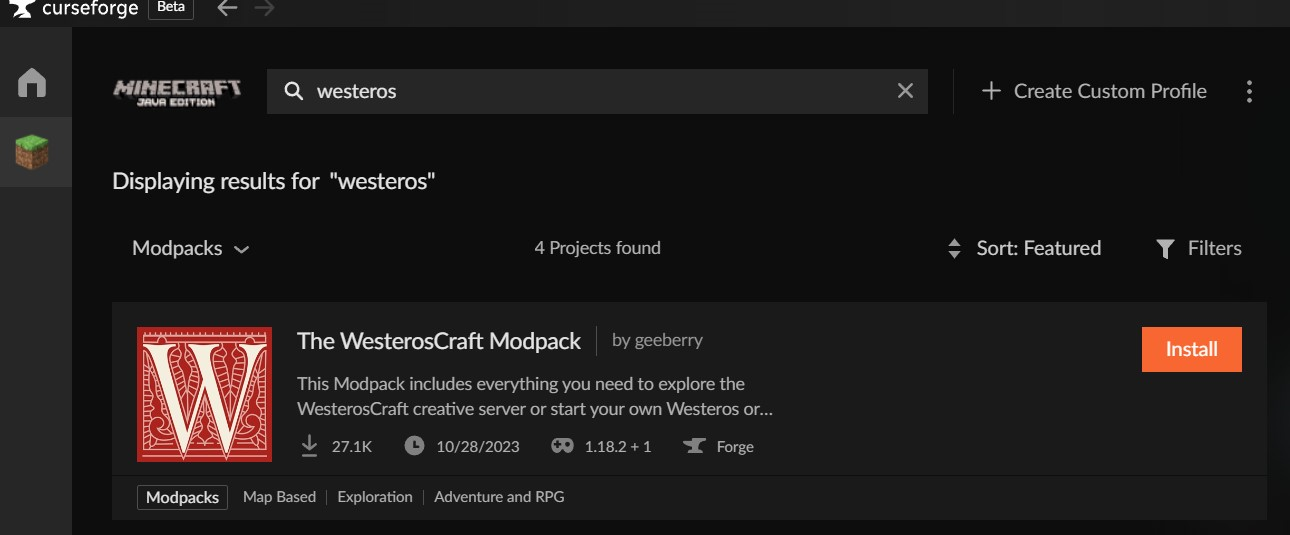 curseforge Beta
MINECRAFT
JAVA EDITION
westeros
Create Custom Profile
Displaying results for "westeros"
Modpacks
4 Projects found
Sort: Featured
Filters
W
The WesterosCraft Modpack
by geeberry
Install
This Modpack includes everything you need to explore the
WesterosCraft creative server or start your own Westeros or...
27.1K
10/28/2023
1.18.2 + 1
Forge
Modpacks
Map Based
Exploration
Adventure and RPG